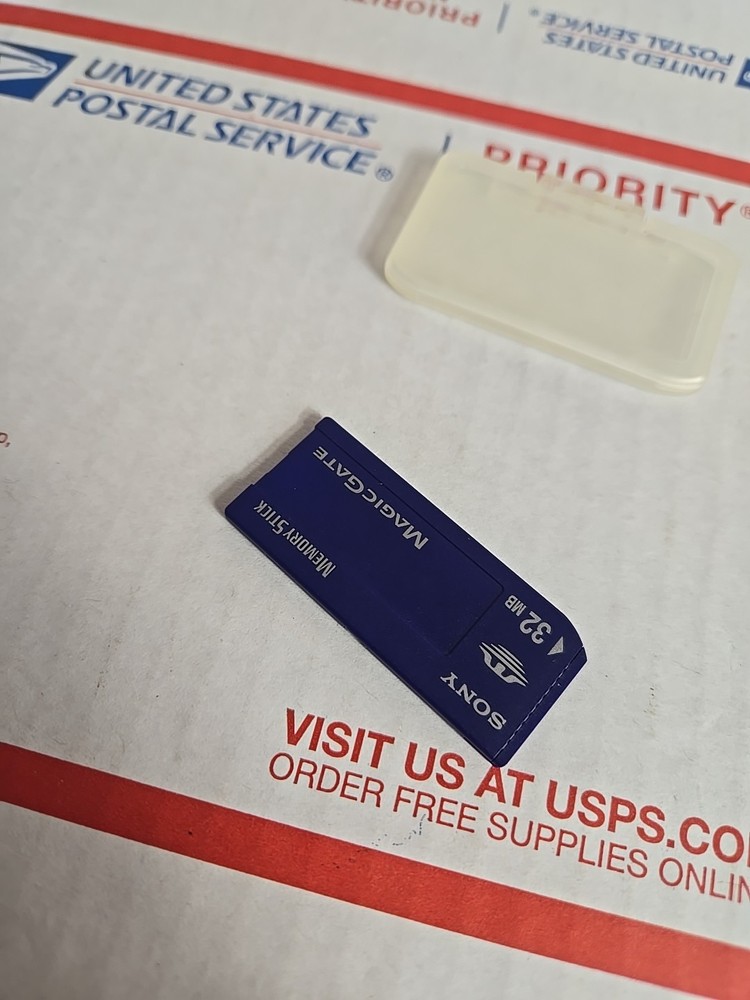 PRIORITY
UNITED STATES
POSTAL SERVICE®
UNITED STATES
POSTAL SERVICE®
PRIORITY®
MAGICGATE
MEMORY STICK
32 MB
SONY
VISIT US AT USPS.CO
ORDER FREE SUPPLIES ONLIN